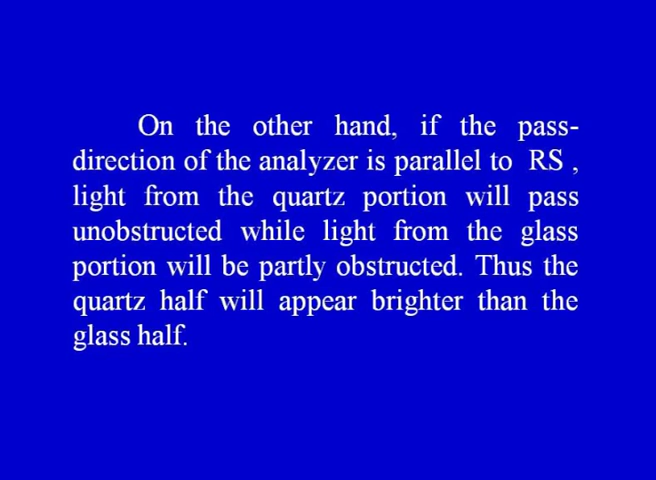 On the other hand, if the pass-
direction of the analyzer is parallel to RS ,
light from the quartz portion will pass
unobstructed while light from the glass
portion will be partly obstructed. Thus the
quartz half will appear brighter than the
glass half.